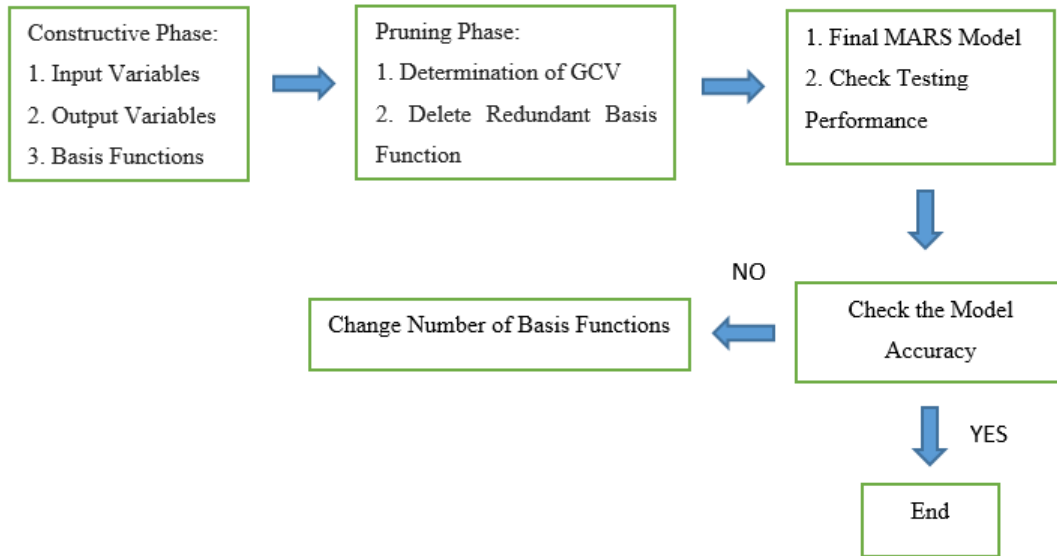 Constructive Phase:
1. Input Variables
2. Output Variables
3. Basis Functions
Pruning Phase:
1. Determination of GCV
2. Delete Redundant Basis
Function
1. Final MARS Model
2. Check Testing
Performance
NO
Change Number of Basis Functions
Check the Model
Accuracy
YES
End